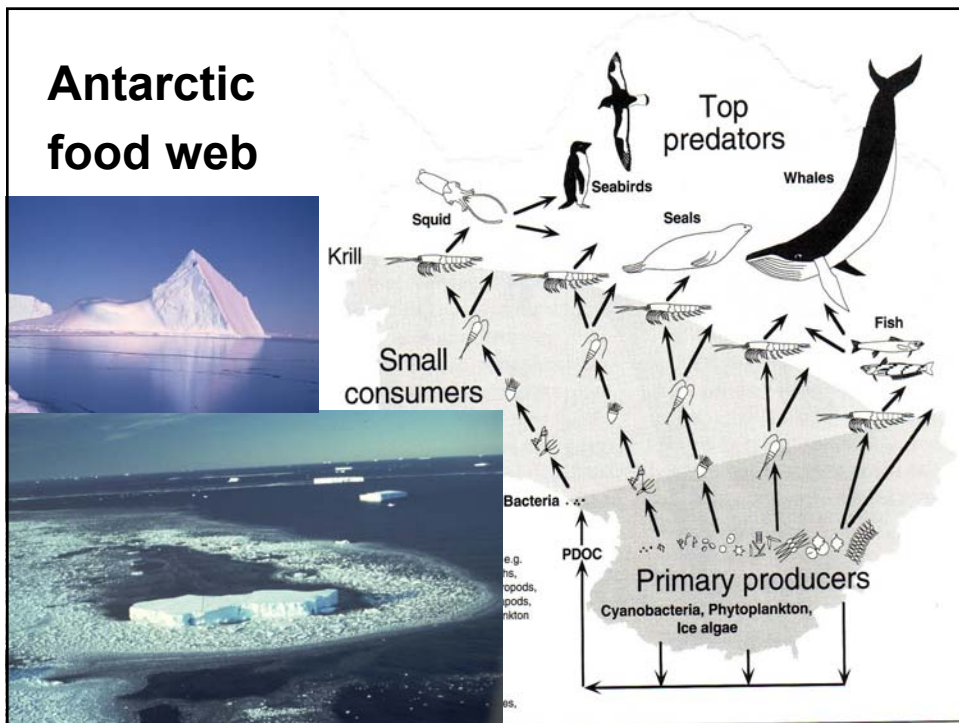 Antarctic
food web
Top
predators
Seabirds
Whales
Squid
Seals
Krill
Fish
Small
consumers
Bacteria
PDOC
e.g.
Primary producers
Cyanobacteria, Phytoplankton,
Ice algae